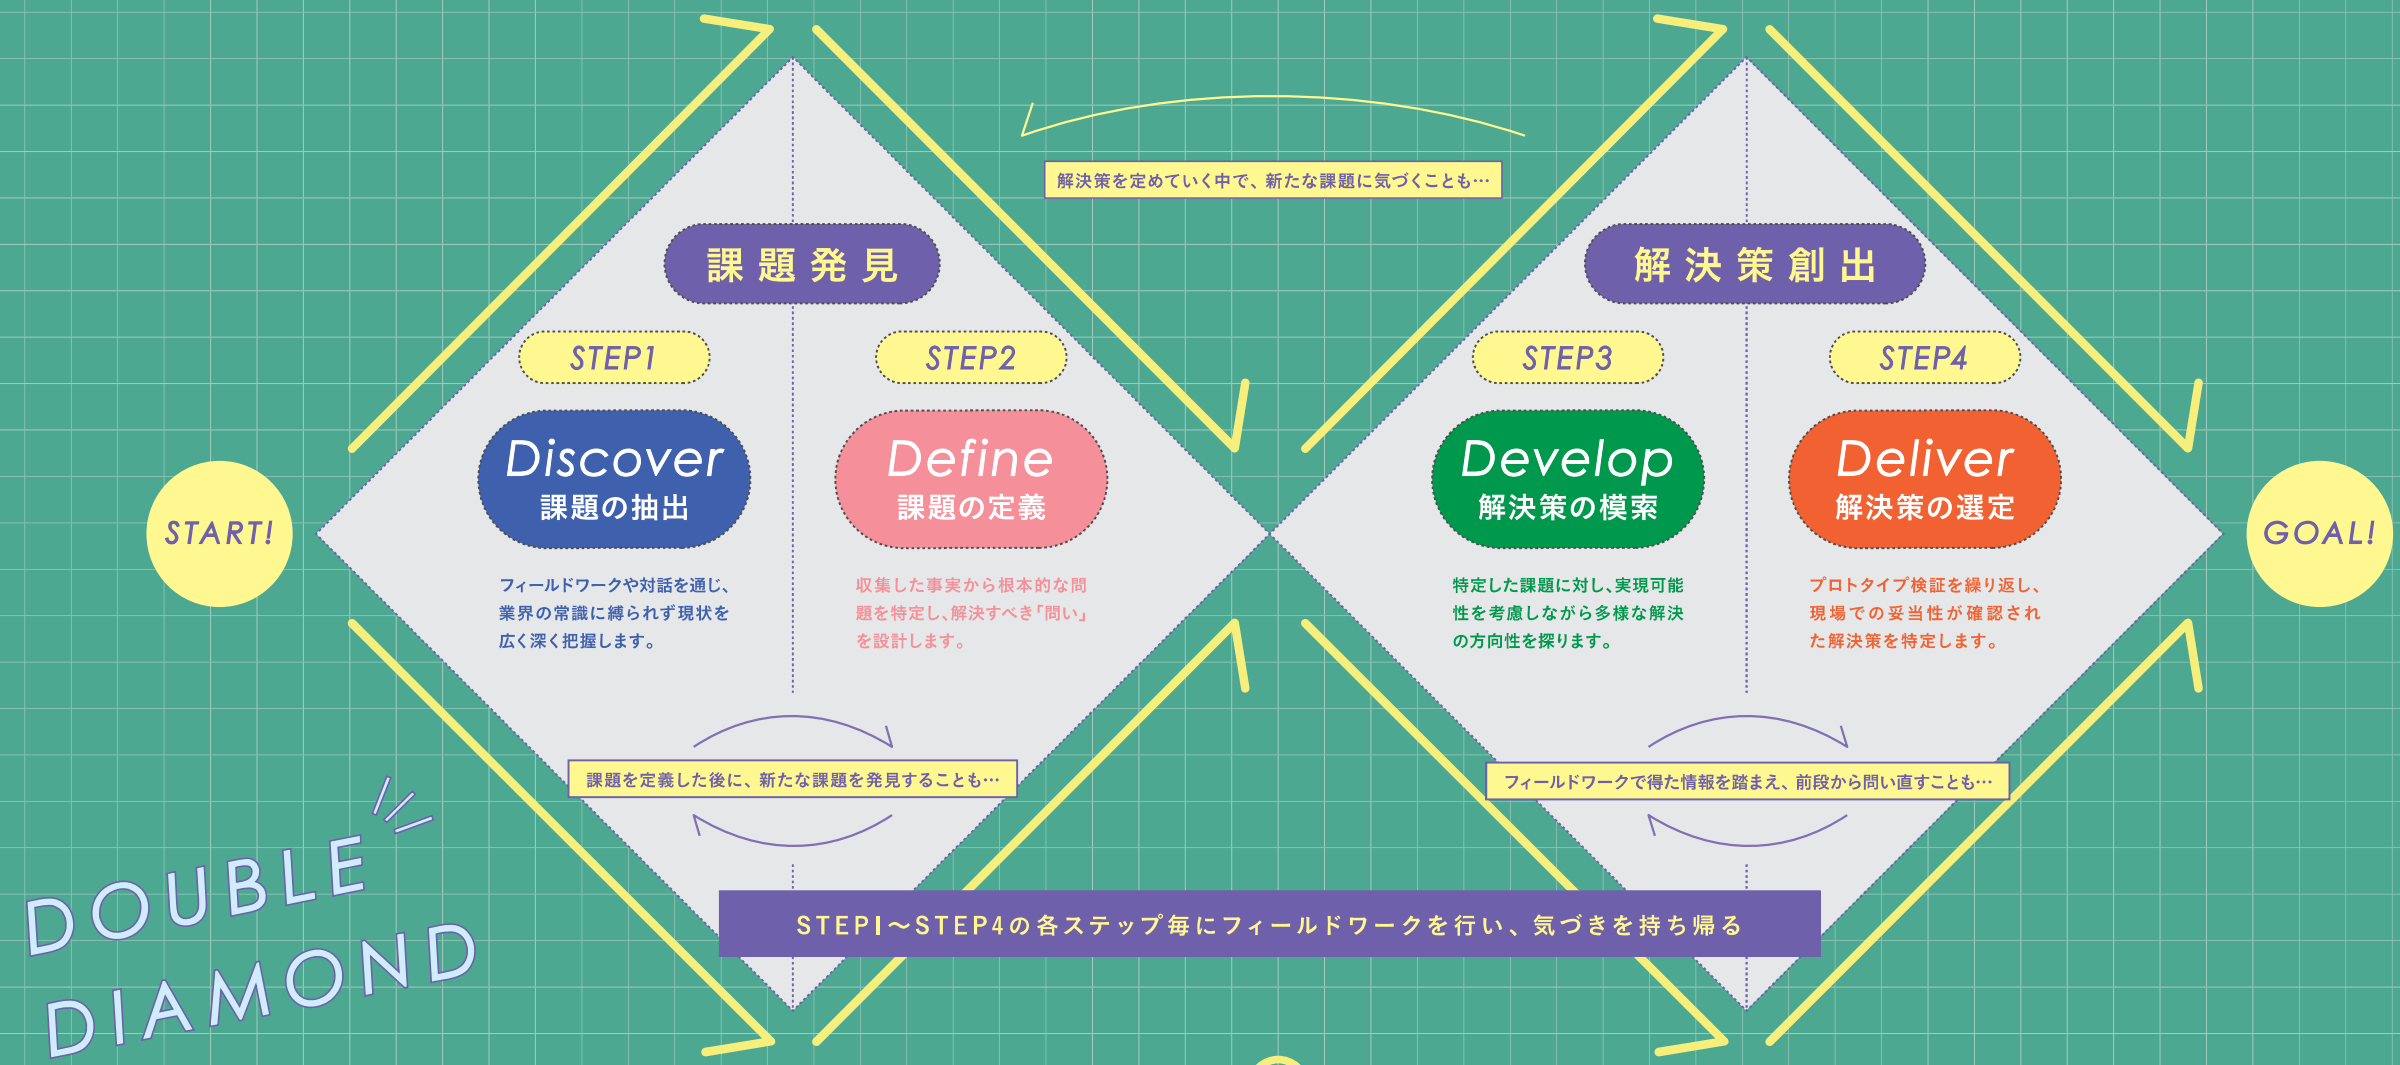 解決策を定めていく中で、新たな課題に気づくことも…
課題発見
STEP1
Discover
課題の抽出
フィールドワークや対話を通じ、
業界の常識に縛られず現状を
広く深く把握します。
STEP2
Define
課題の定義
収集した事実から根本的な問
題を特定し、解決すべき「問い」
を設計します。
課題を定義した後に、新たな課題を発見することも…
解決策創出
STEP3
Develop
解決策の模索
特定した課題に対し、実現可能
性を考慮しながら多様な解決
の方向性を探ります。
STEP4
Deliver
解決策の選定
プロトタイプ検証を繰り返し、
現場での妥当性が確認され
た解決策を特定します。
フィールドワークで得た情報を踏まえ、前段から問い直すことも…
START!
GOAL!
STEP1〜STEP4の各ステップ毎にフィールドワークを行い、気づきを持ち帰る
DOUBLE
DIAMOND